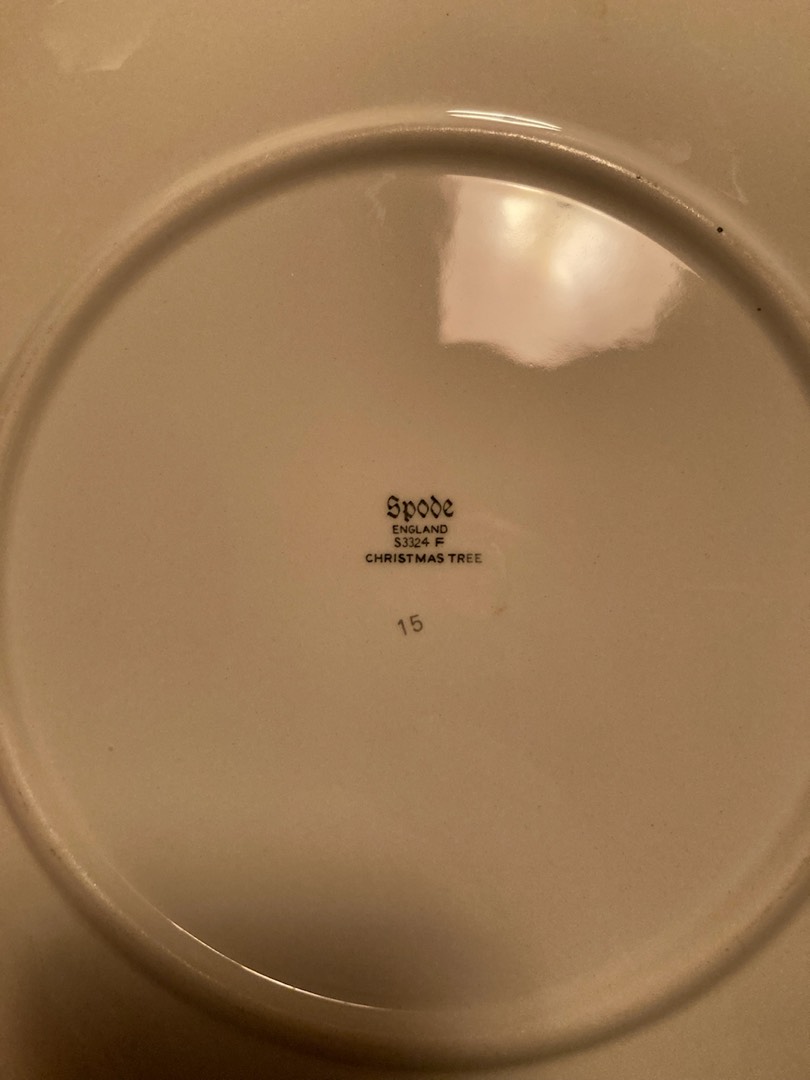 Spode
ENGLAND
S3324 F
CHRISTMAS TREE
15